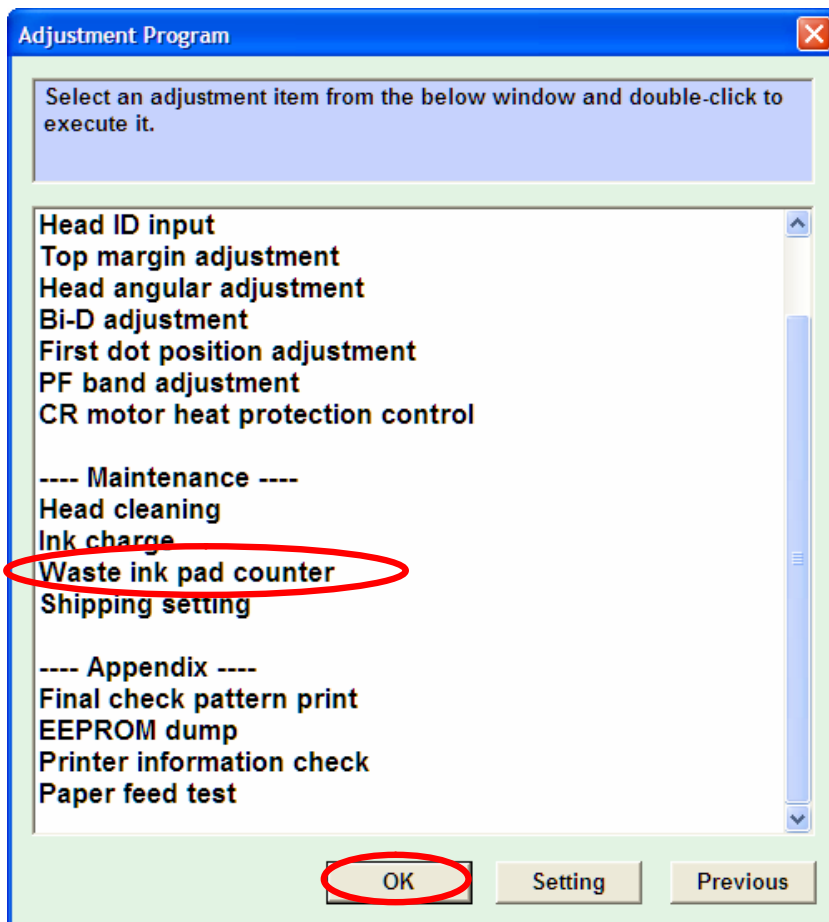 Adjustment Program
Select an adjustment item from the below window and double-click to
execute it.
Head ID input
Top margin adjustment
Head angular adjustment
Bi-D adjustment
First dot position adjustment
PF band adjustment
CR motor heat protection control
---- Maintenance ----
Head cleaning
Ink charge
Waste ink pad counter
Shipping setting
---- Appendix ----
Final check pattern print
EEPROM dump
Printer information check
Paper feed test
OK Setting Previous